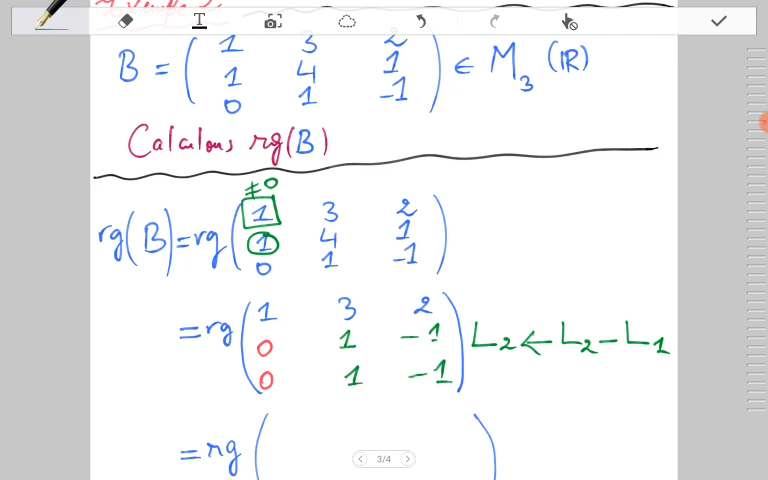 B = ( 1 3 2
1 4 1
0 1 -1 ) ∈ M₃ (IR)
Calculons rg(B)
≠0
rg(B) = rg( 1 3 2
1 4 1
0 1 -1 )
= rg( 1 3 2
0 1 -1
0 1 -1 ) L₂ ← L₂ - L₁
= rg (
3/4